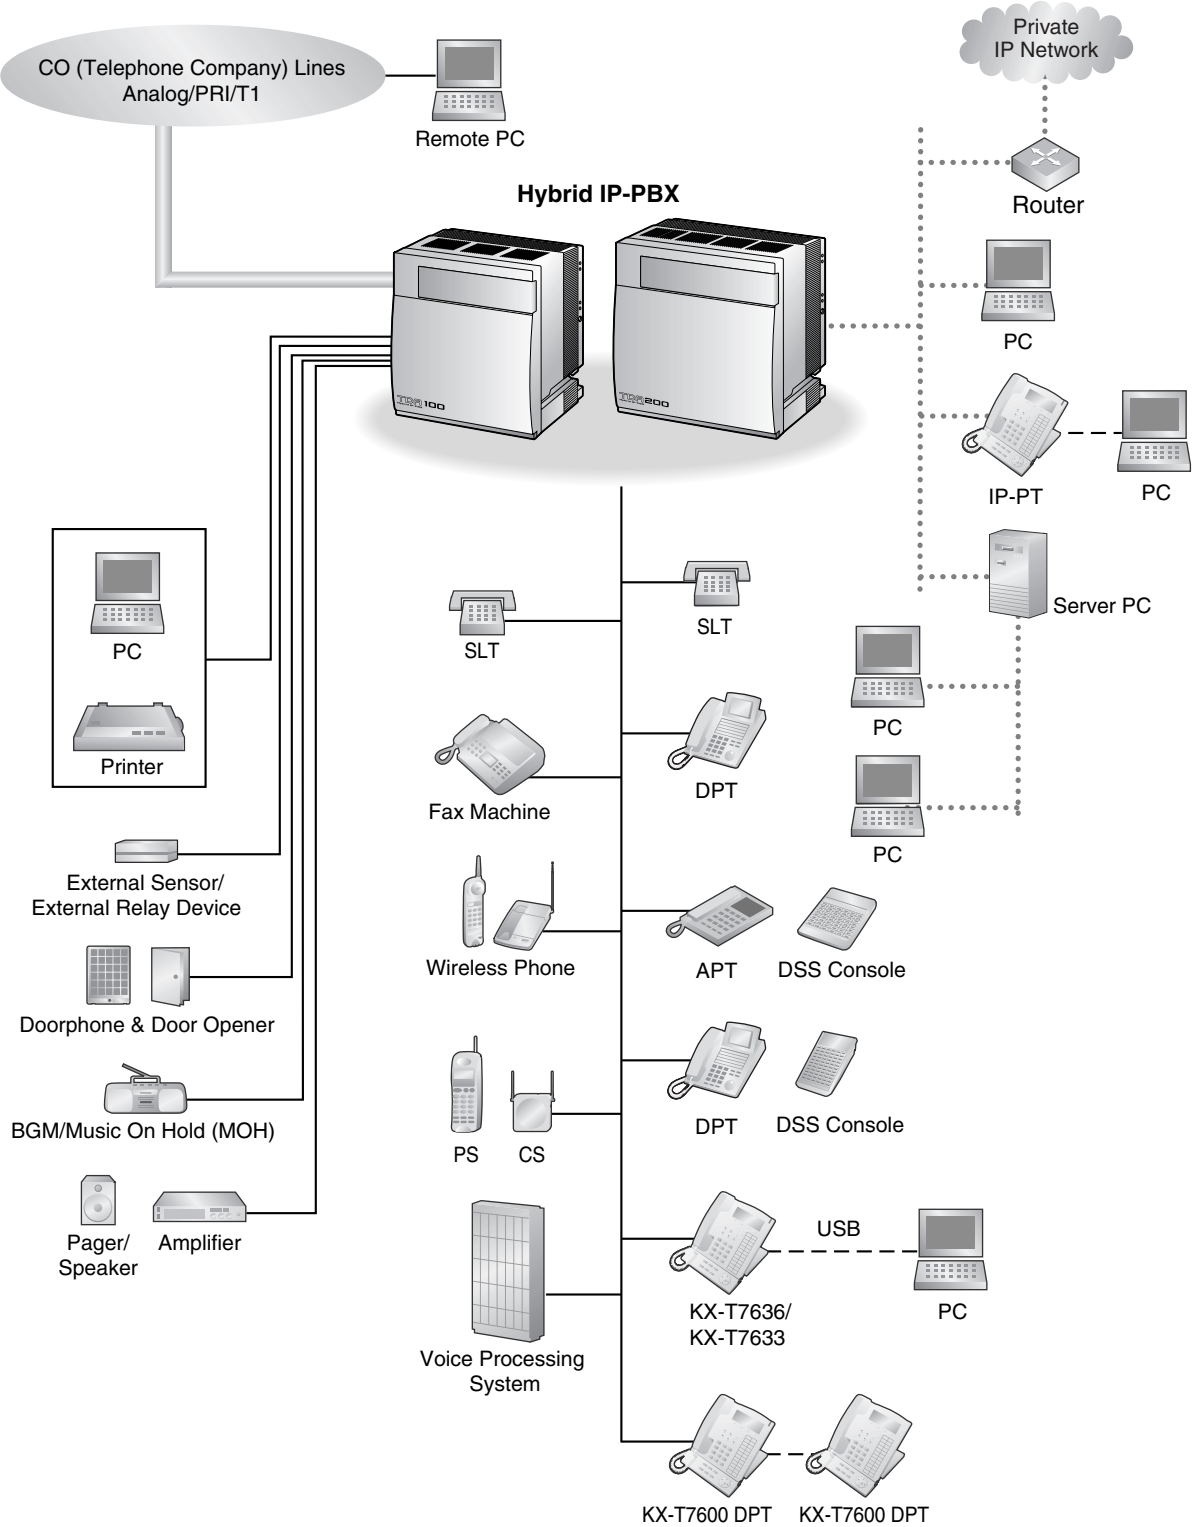 CO (Telephone Company) Lines
Analog/PRI/T1
Remote PC
Private
IP Network
Router
Hybrid IP-PBX
TDA100
TDA200
PC
IP-PT
PC
Server PC
PC
PC
PC
Printer
External Sensor/
External Relay Device
Doorphone & Door Opener
BGM/Music On Hold (MOH)
Pager/
Speaker
Amplifier
SLT
SLT
Fax Machine
DPT
Wireless Phone
APT
DSS Console
PS
CS
DPT
DSS Console
Voice Processing
System
KX-T7636/
KX-T7633
USB
PC
KX-T7600 DPT
KX-T7600 DPT